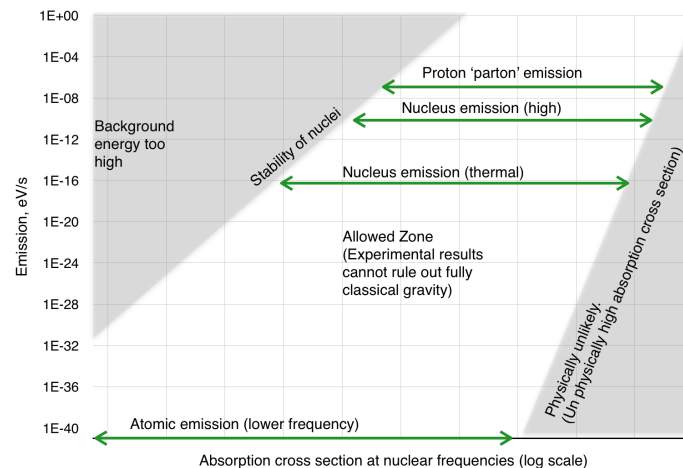 1E+00
1E-04
1E-08
1E-12
1E-16
1E-20
1E-24
1E-28
1E-32
1E-36
1E-40
Emission, eV/s
Background
energy too
high
Stability of nuclei
Proton 'parton' emission
Nucleus emission (high)
Nucleus emission (thermal)
Allowed Zone
(Experimental results
cannot rule out fully
classical gravity)
Physically unlikely.
(Un physically high absorption cross section)
Atomic emission (lower frequency)
Absorption cross section at nuclear frequencies (log scale)